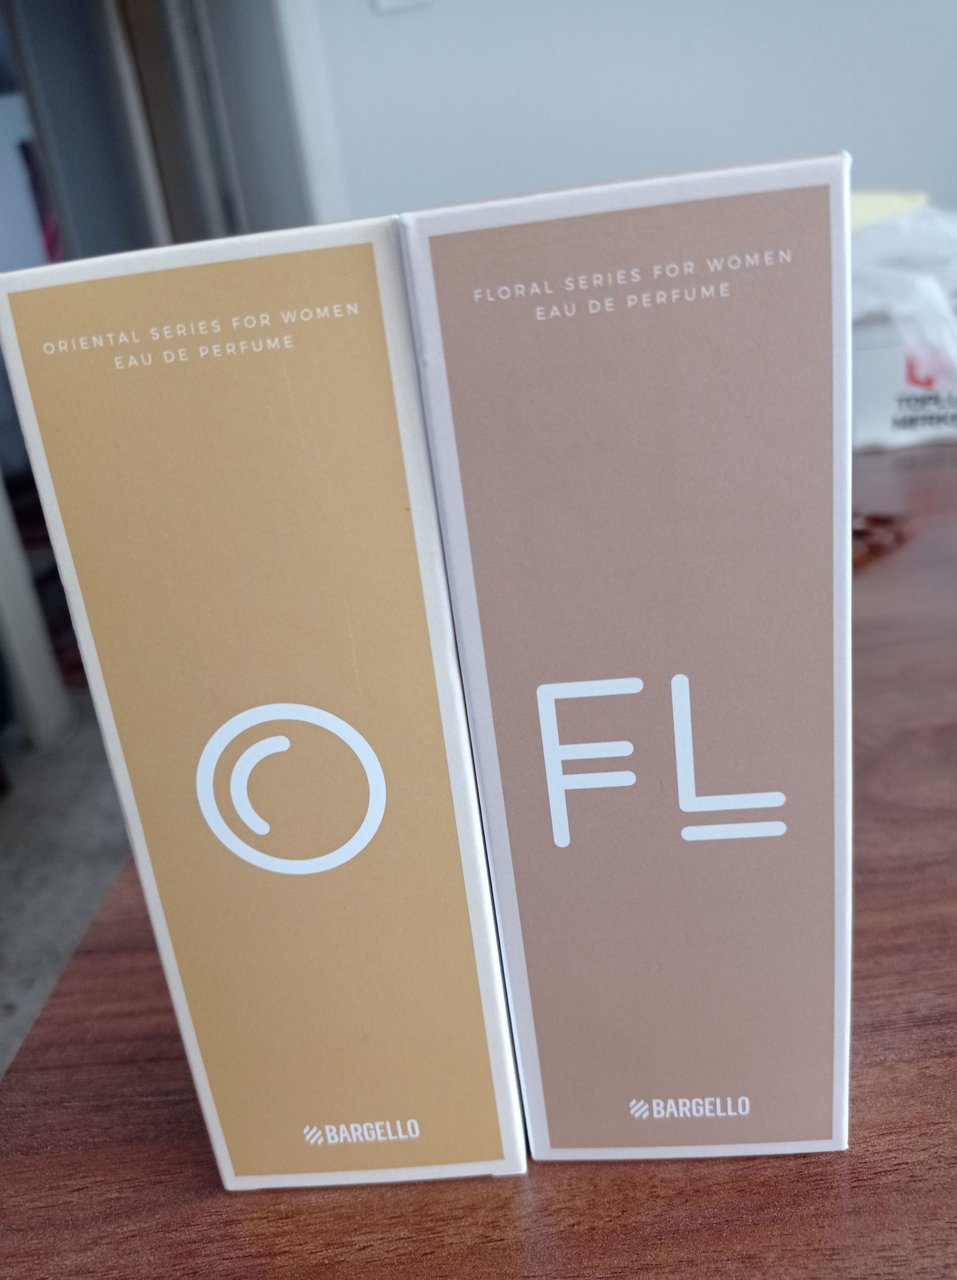 ORIENTAL SERIES FOR WOMEN
EAU DE PERFUME
O
BARGELLO
FLORAL SERIES FOR WOMEN
EAU DE PERFUME
FL
BARGELLO